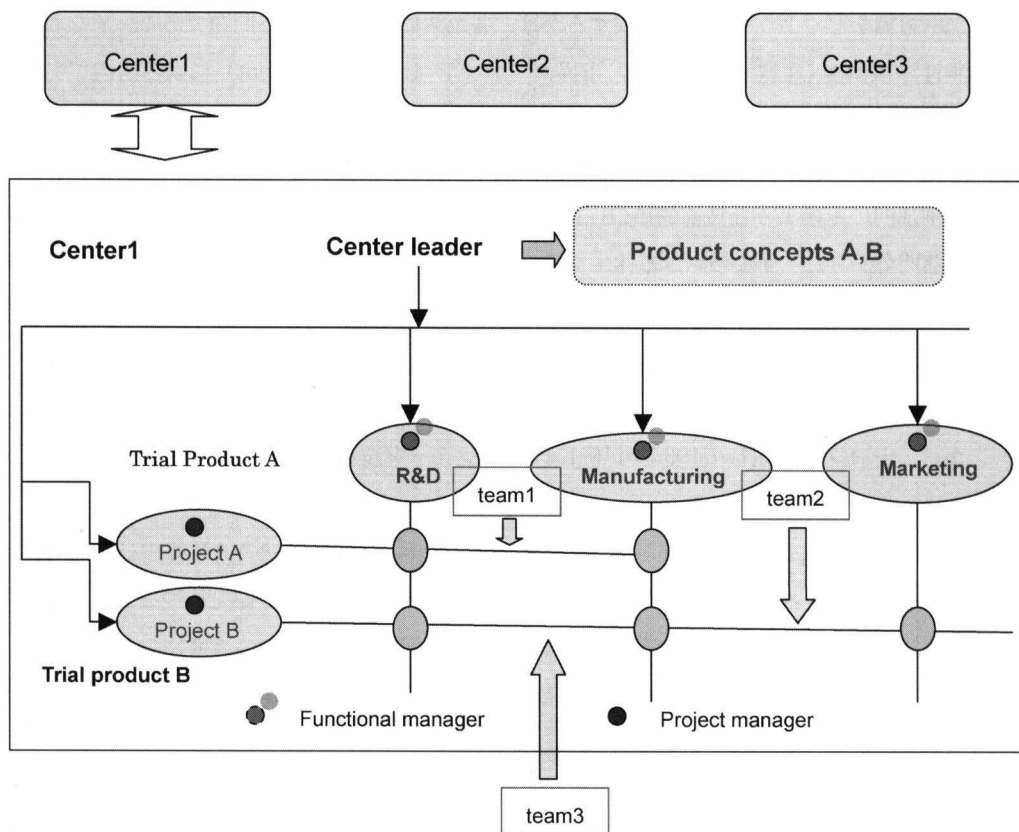 Center1
Center2
Center3
Center1
Center leader
Product concepts A,B
Trial Product A
R&D
Manufacturing
Marketing
team1
team2
Project A
Project B
Trial product B
Functional manager
Project manager
team3